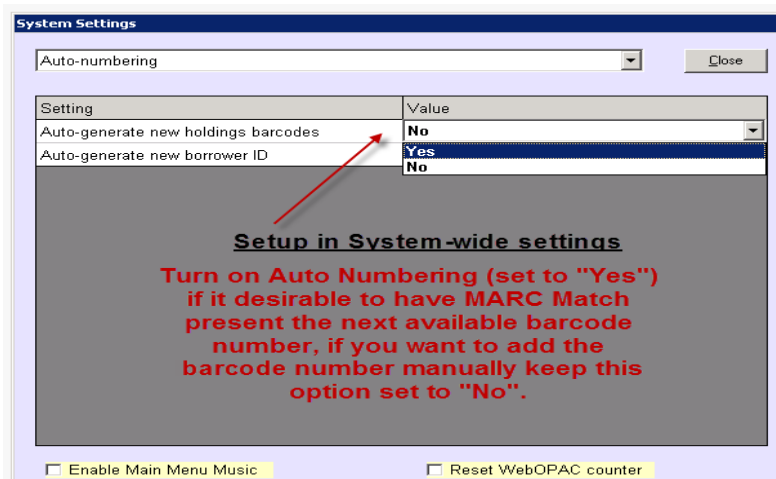 System Settings
Auto-numbering
Close
Setting Value
Auto-generate new holdings barcodes No
Auto-generate new borrower ID Yes
No
Setup in System-wide settings
Turn on Auto Numbering (set to "Yes")
if it desirable to have MARC Match
present the next available barcode
number, if you want to add the
barcode number manually keep this
option set to "No".
Enable Main Menu Music Reset WebOPAC counter